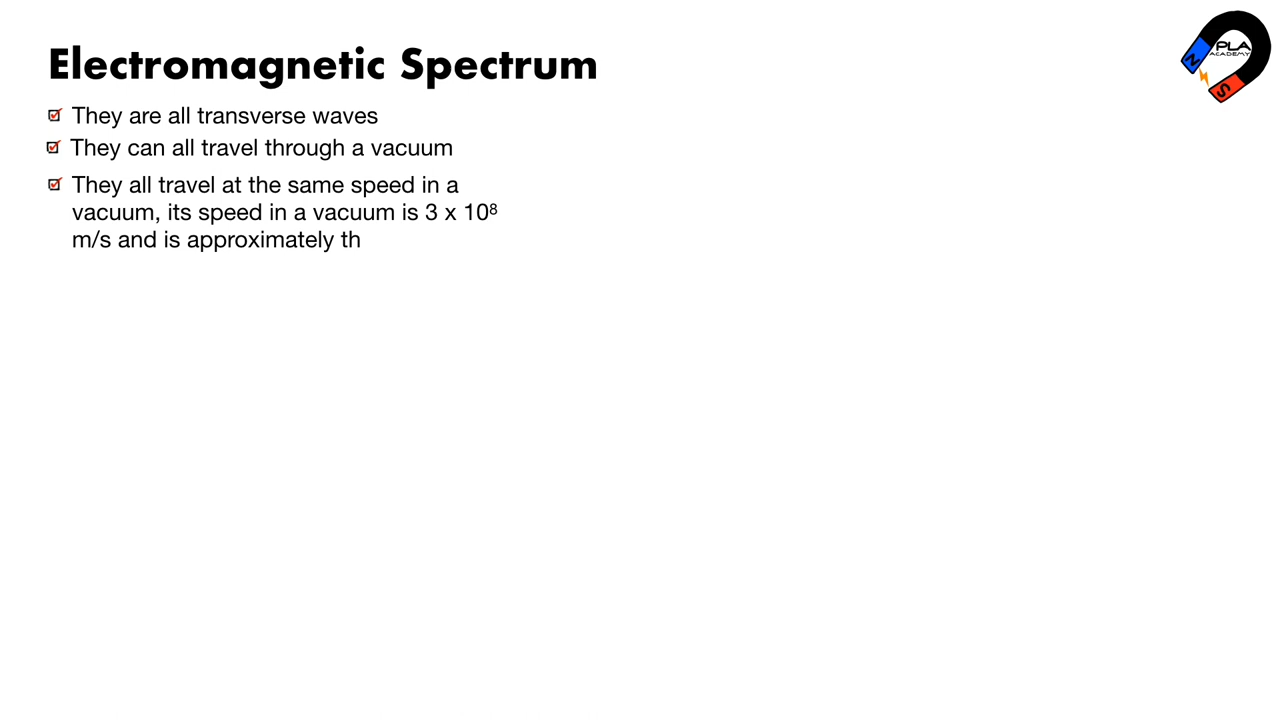 Electromagnetic Spectrum
PLA
ACADEMY
N
S
They are all transverse waves
They can all travel through a vacuum
They all travel at the same speed in a
vacuum, its speed in a vacuum is 3 x 10⁸
m/s and is approximately th